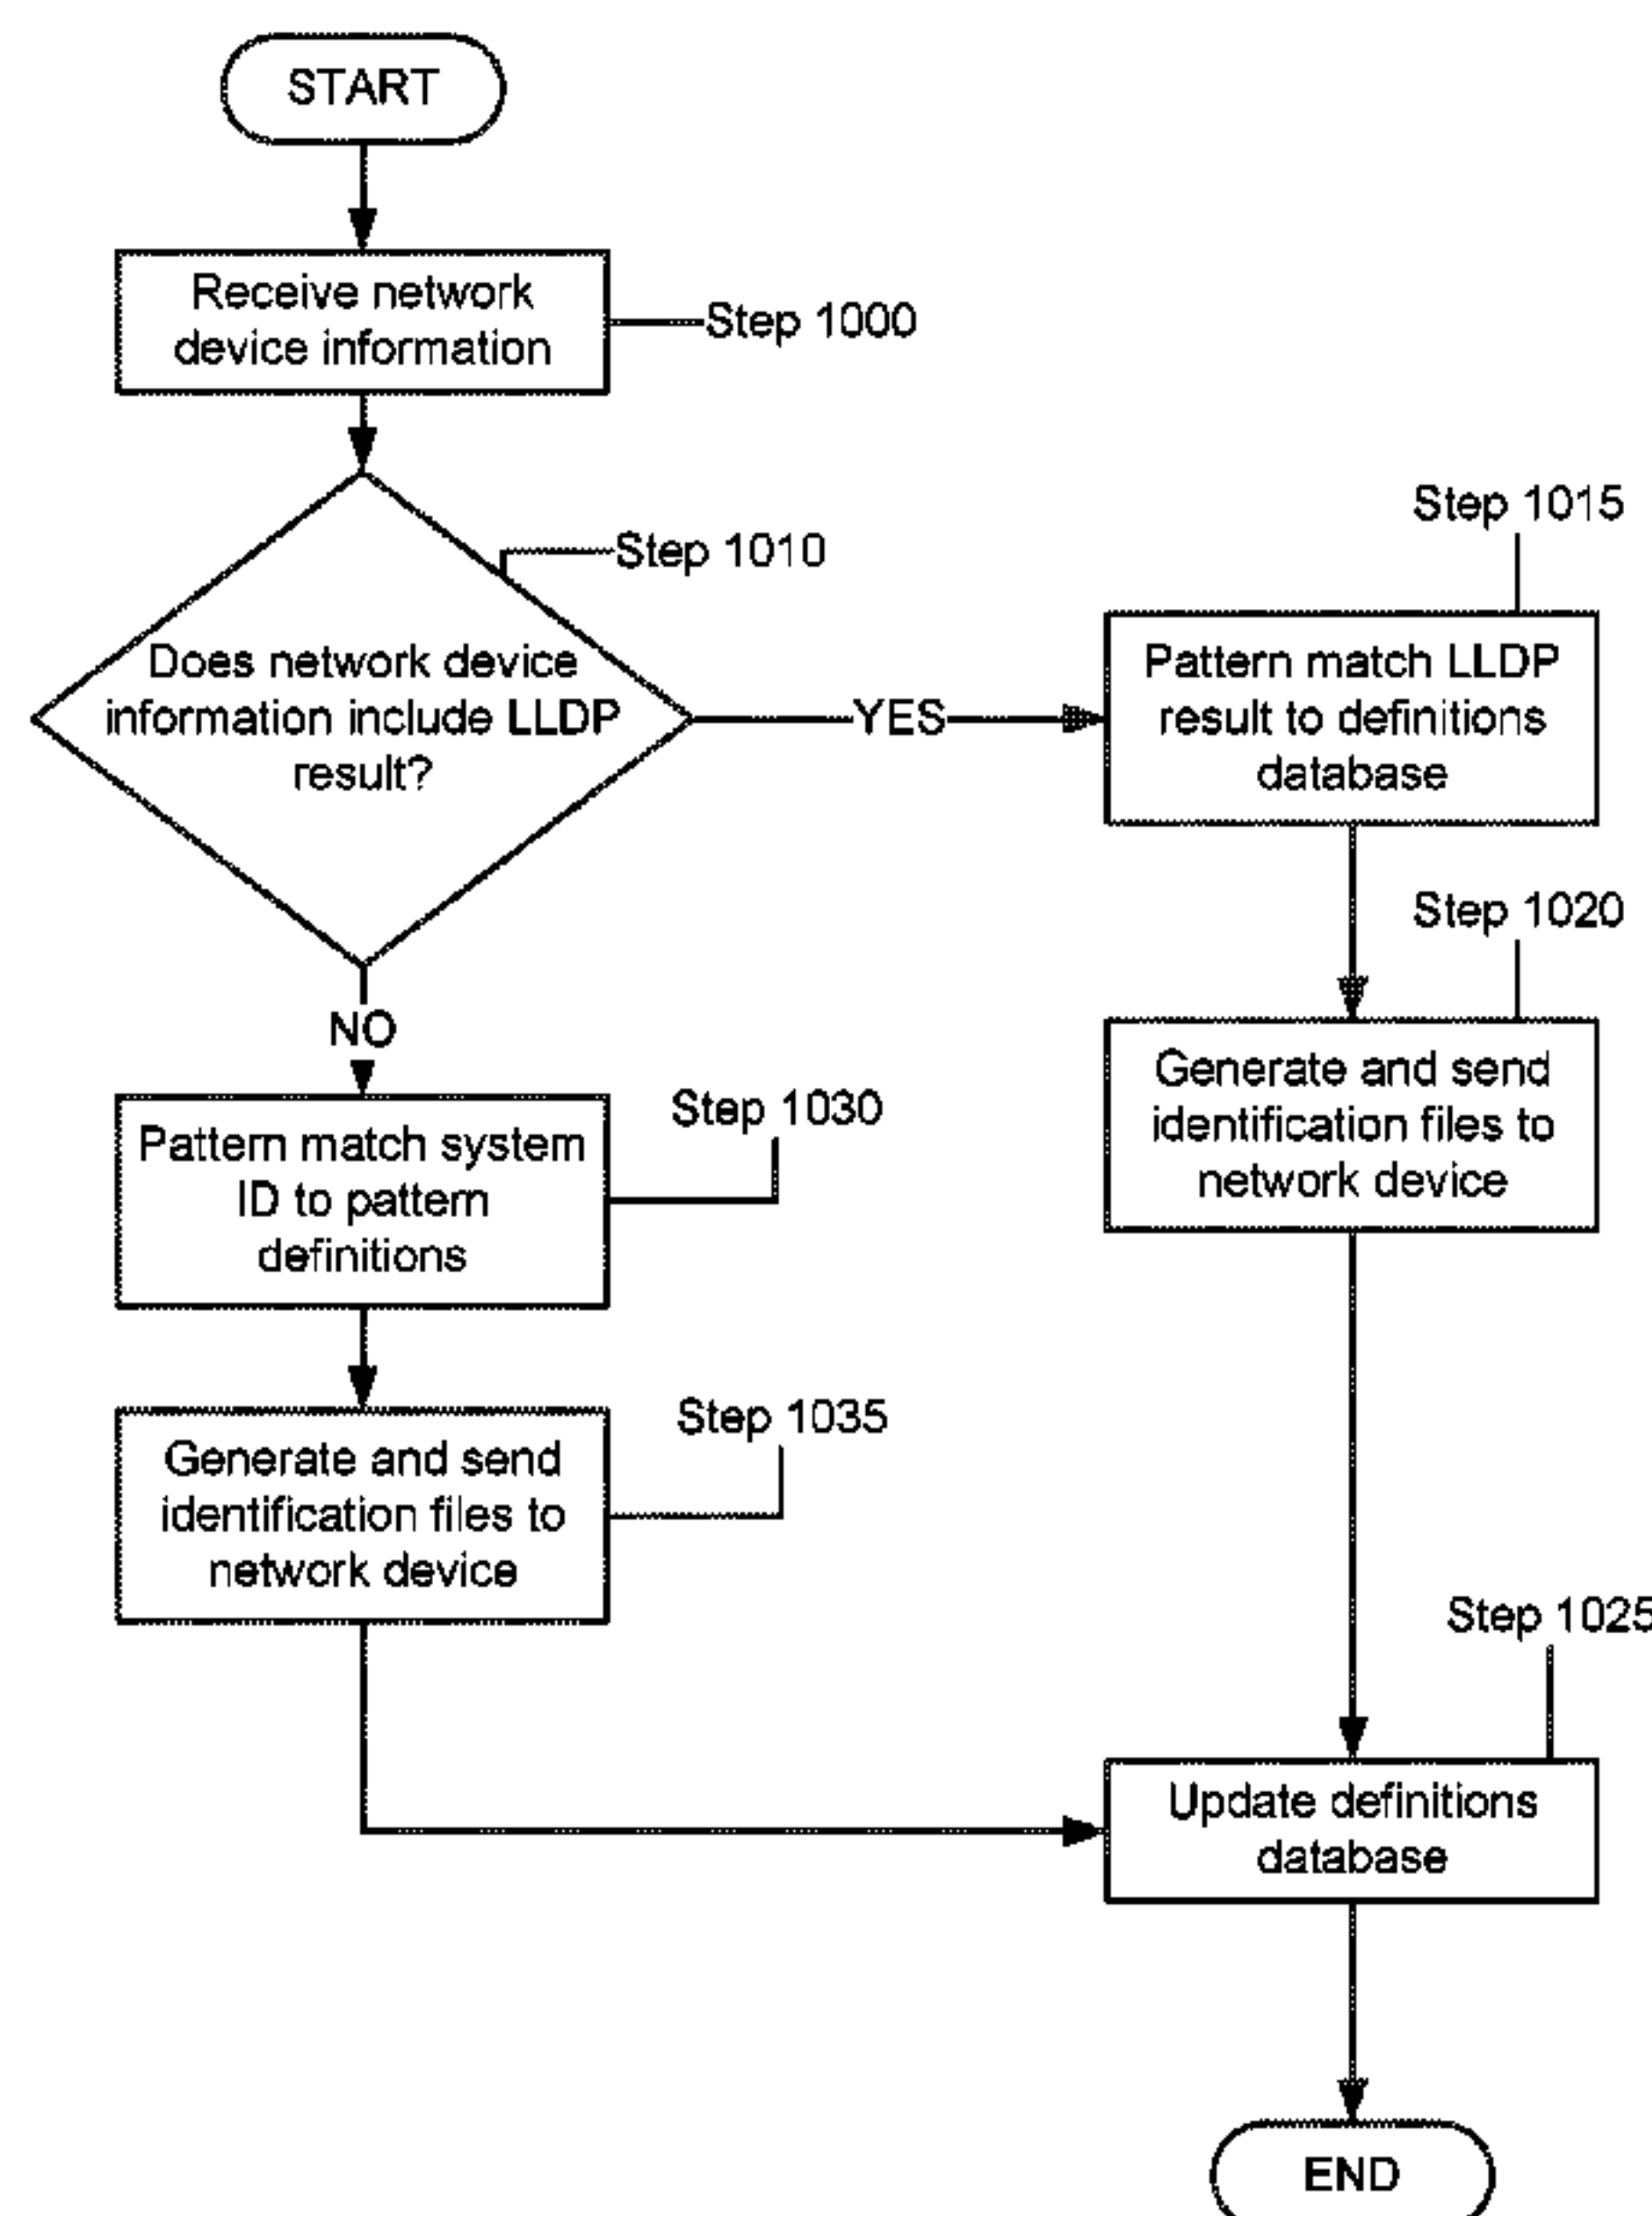 START
Receive network
device information
Step 1000
Step 1010
Does network device
information include LLDP
result?
YES
Step 1015
Pattern match LLDP
result to definitions
database
Step 1020
Generate and send
identification files to
network device
NO
Step 1030
Pattern match system
ID to pattern
definitions
Step 1035
Generate and send
identification files to
network device
Step 1025
Update definitions
database
END